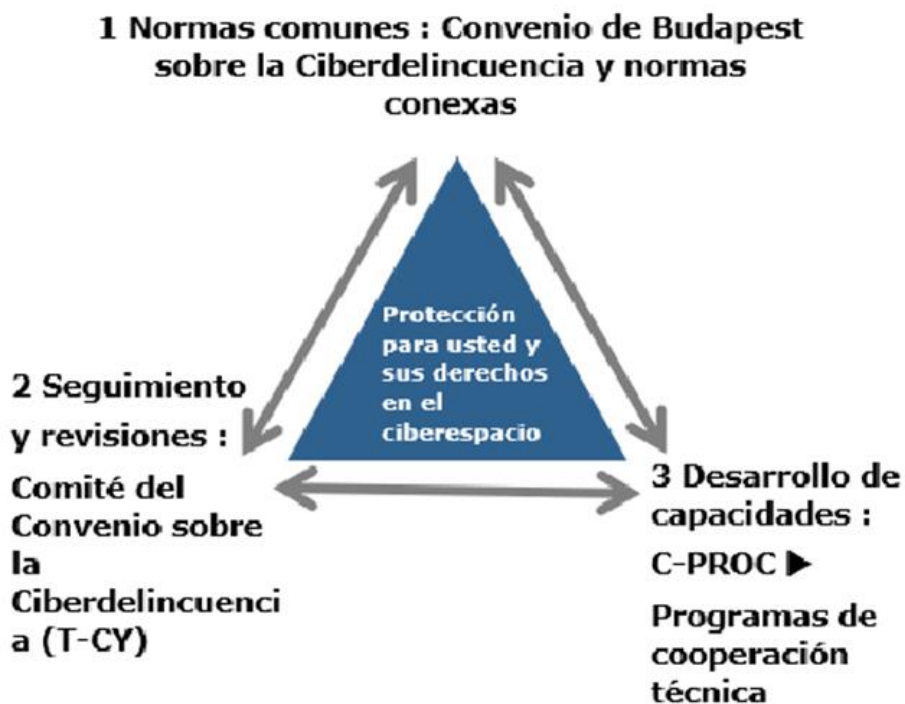 1 Normas comunes : Convenio de Budapest
sobre la Ciberdelincuencia y normas
conexas
Protección
para usted y
sus derechos
en el
ciberespacio
2 Seguimiento
y revisiones :
Comité del
Convenio sobre
la
Ciberdelincuenci
a (T-CY)
3 Desarrollo de
capacidades :
C-PROC ▶
Programas de
cooperación
técnica